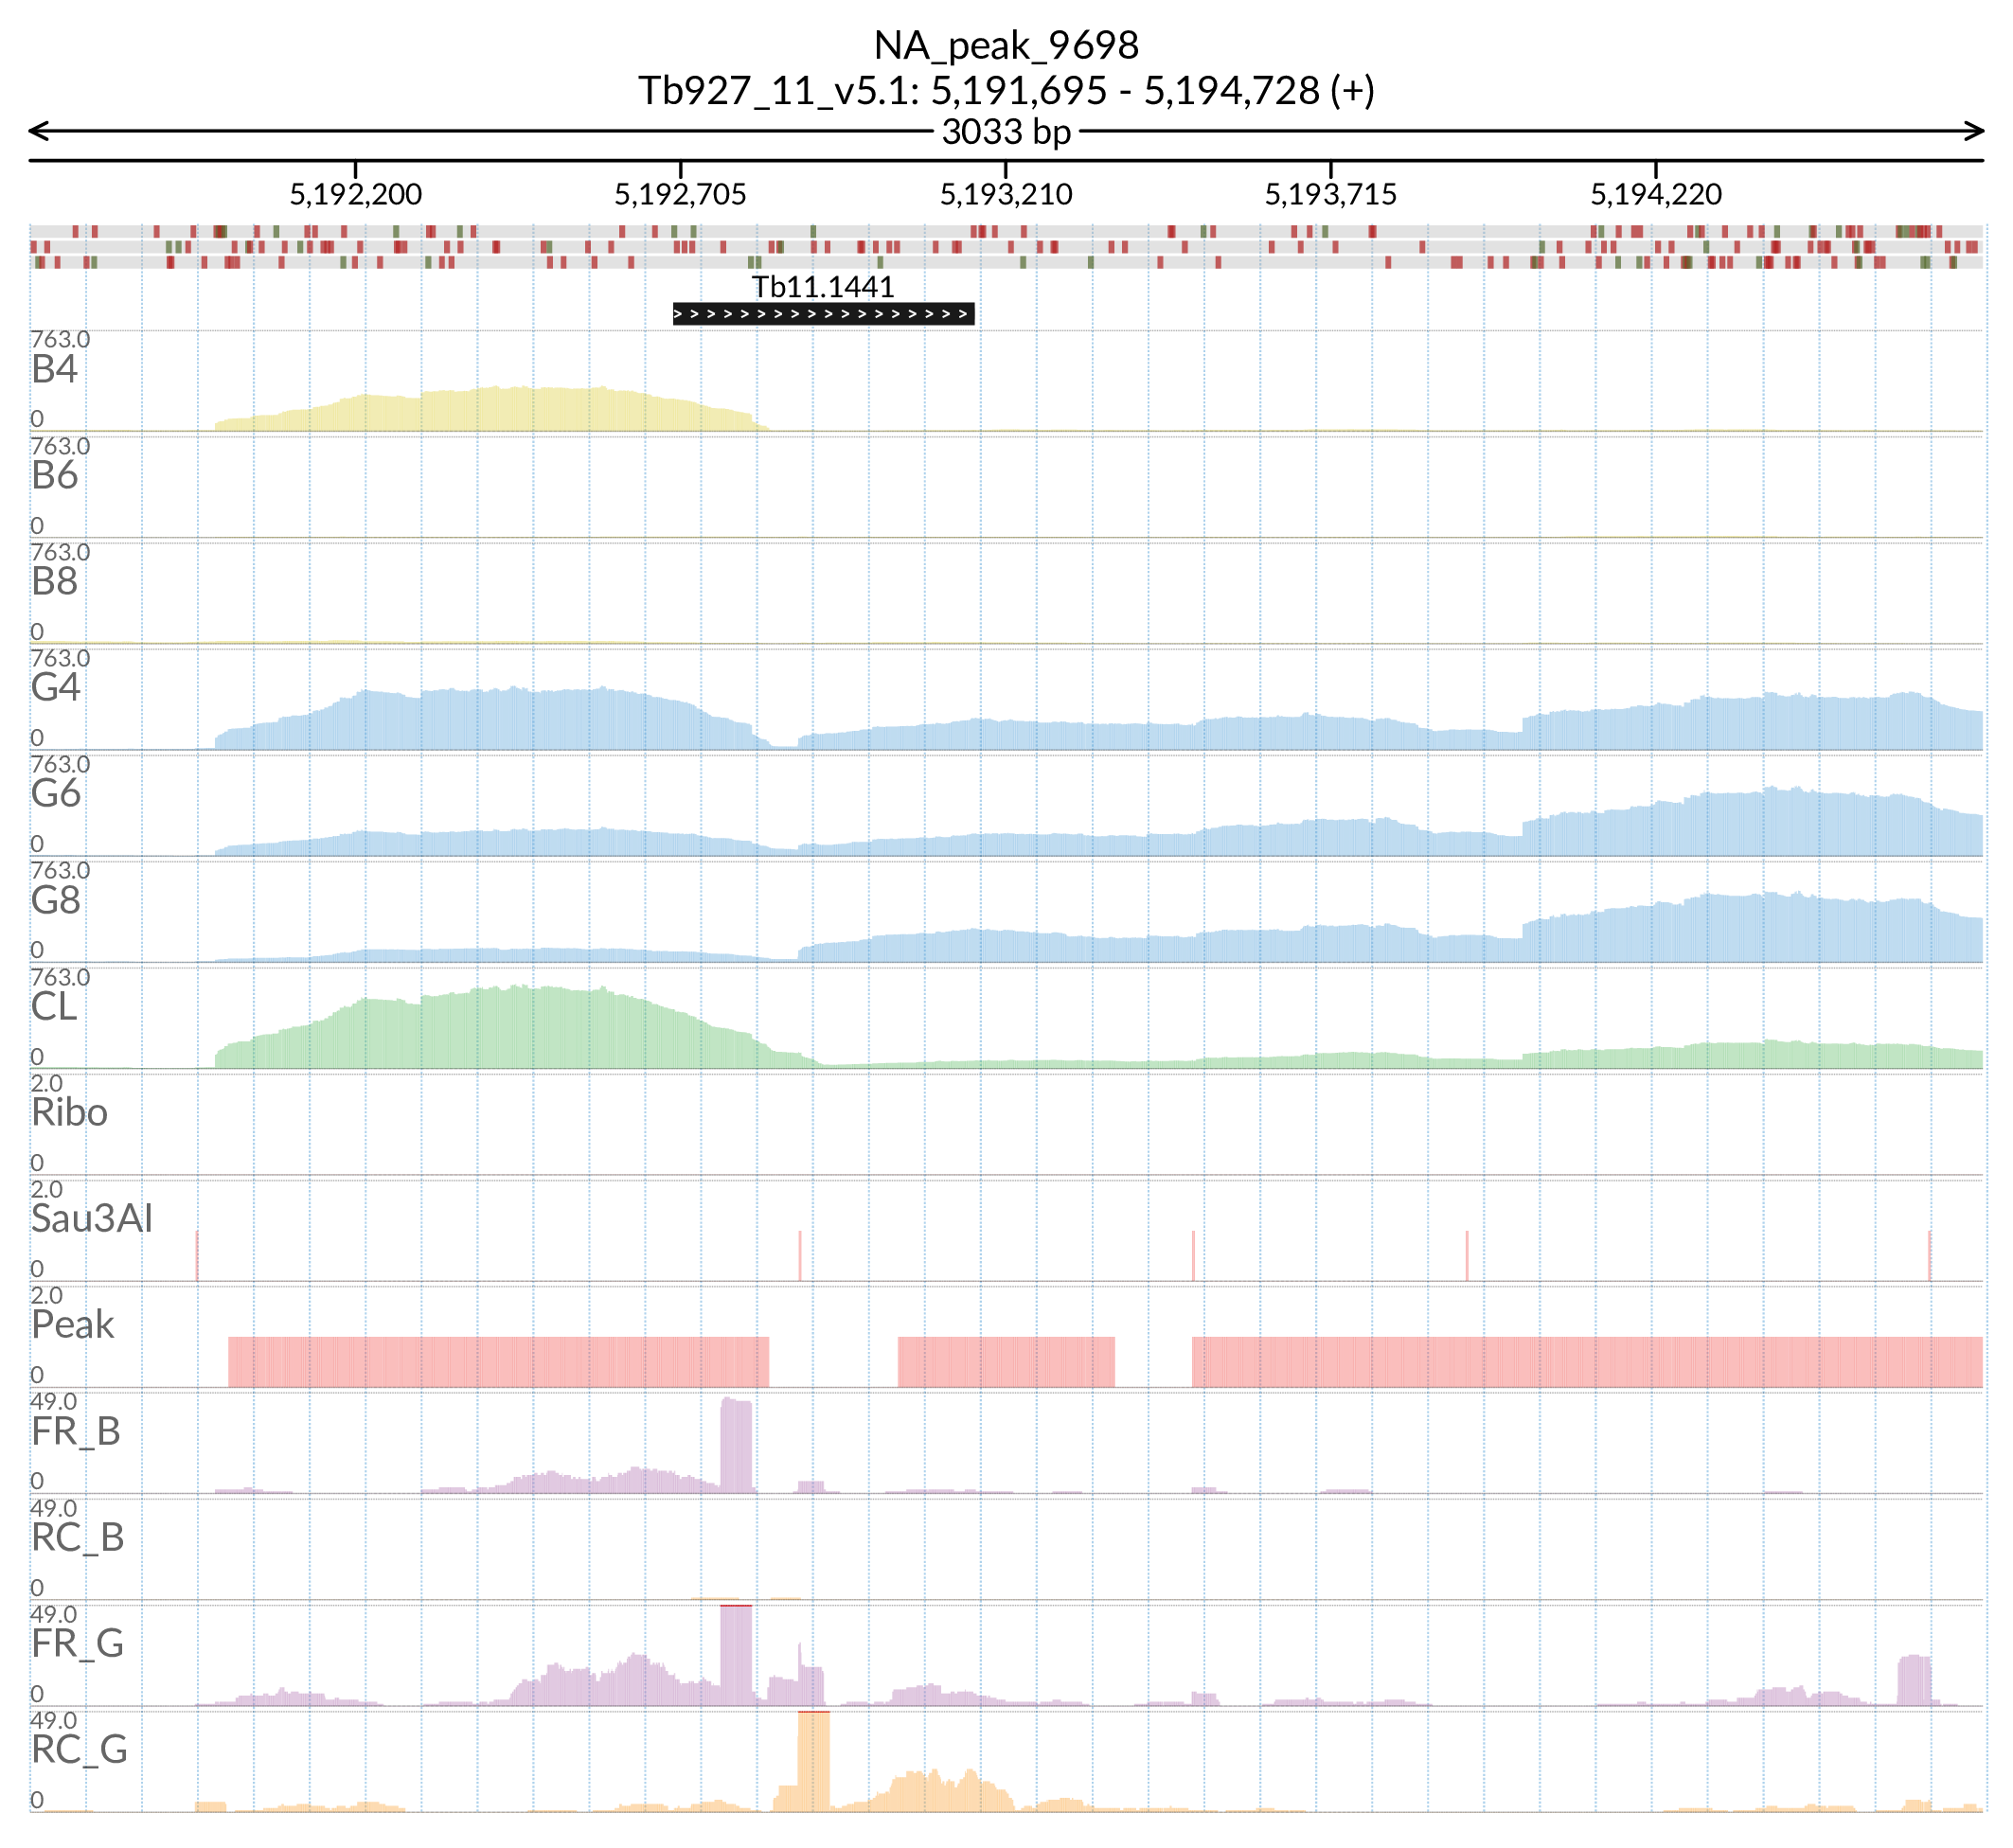 NA_peak_9698
Tb927_11_v5.1: 5,191,695 - 5,194,728 (+)
3033 bp
5,192,200 5,192,705 5,193,210 5,193,715 5,194,220
Tb11.1441
> > > > > > > > > > > > > > > > > >
763.0
B4
0
763.0
B6
0
763.0
B8
0
763.0
G4
0
763.0
G6
0
763.0
G8
0
763.0
CL
0
2.0
Ribo
0
2.0
Sau3AI
0
2.0
Peak
0
49.0
FR_B
0
49.0
RC_B
0
49.0
FR_G
0
49.0
RC_G
0